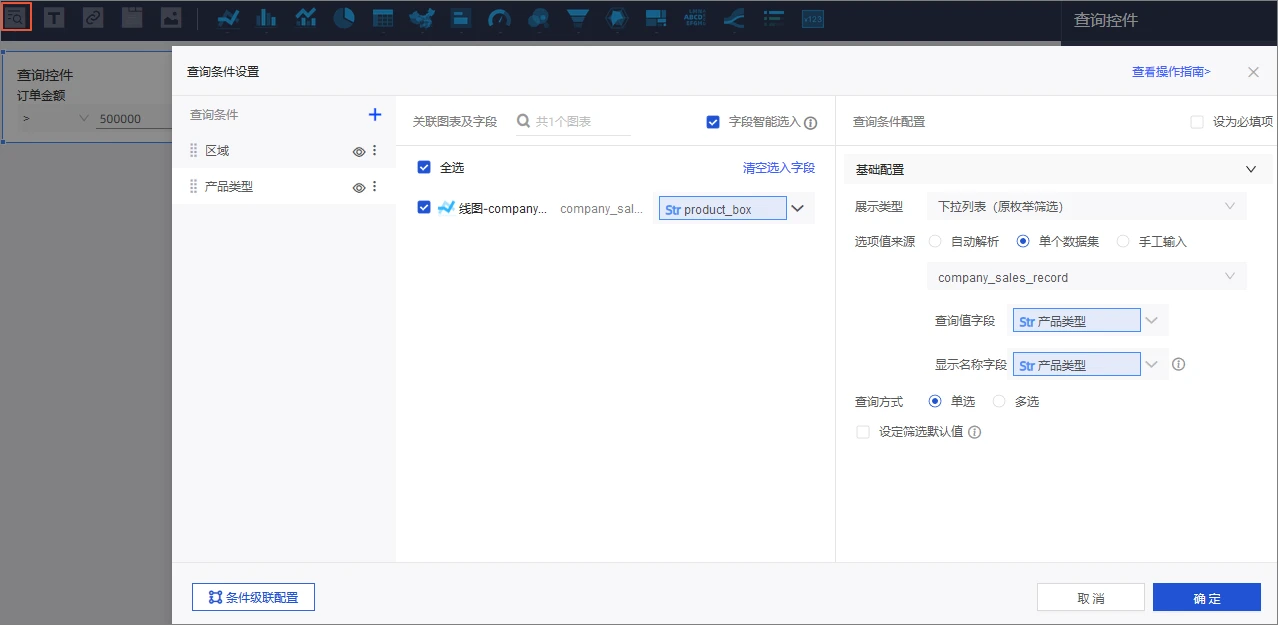 查询控件
查询控件
订单金额
> 500000
查询条件设置
查看操作指南>
查询条件
区域
产品类型
关联图表及字段 共1个图表 字段智能选入
全选 清空选入字段
线图-company... company_sal... Str product_box
查询条件配置 设为必填项
基础配置
展示类型 下拉列表（原枚举筛选）
选项值来源 自动解析 单个数据集 手工输入
company_sales_record
查询值字段 Str 产品类型
显示名称字段 Str 产品类型
查询方式 单选 多选
设定筛选默认值
条件级联配置
取 消
确 定